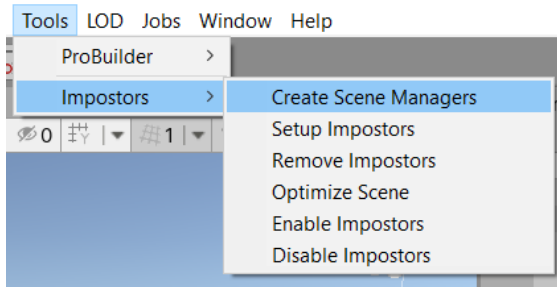 Tools LOD Jobs Window Help
ProBuilder >
Impostors >
Create Scene Managers
Setup Impostors
Remove Impostors
Optimize Scene
Enable Impostors
Disable Impostors
0 1